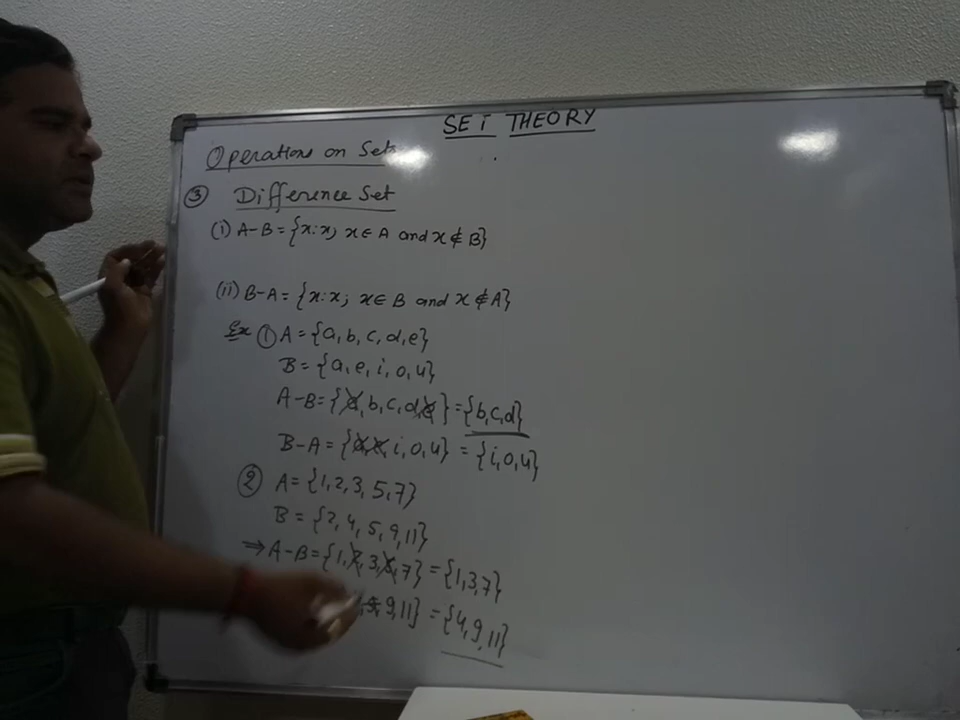 SET THEORY
Operations on Sets
③ Difference Set
(i) A-B = {x:x; x∈A and x∉B}
(ii) B-A = {x:x; x∈B and x∉A}
Ex ① A = {a, b, c, d, e}
B = {a, e, i, o, u}
A-B = {a, b, c, d, e} = {b, c, d}
B-A = {a, e, i, o, u} = {i, o, u}
② A = {1, 2, 3, 5, 7}
B = {2, 4, 5, 9, 11}
⇒ A-B = {1, 2, 3, 5, 7} = {1, 3, 7}
, 5, 9, 11} = {4, 9, 11}